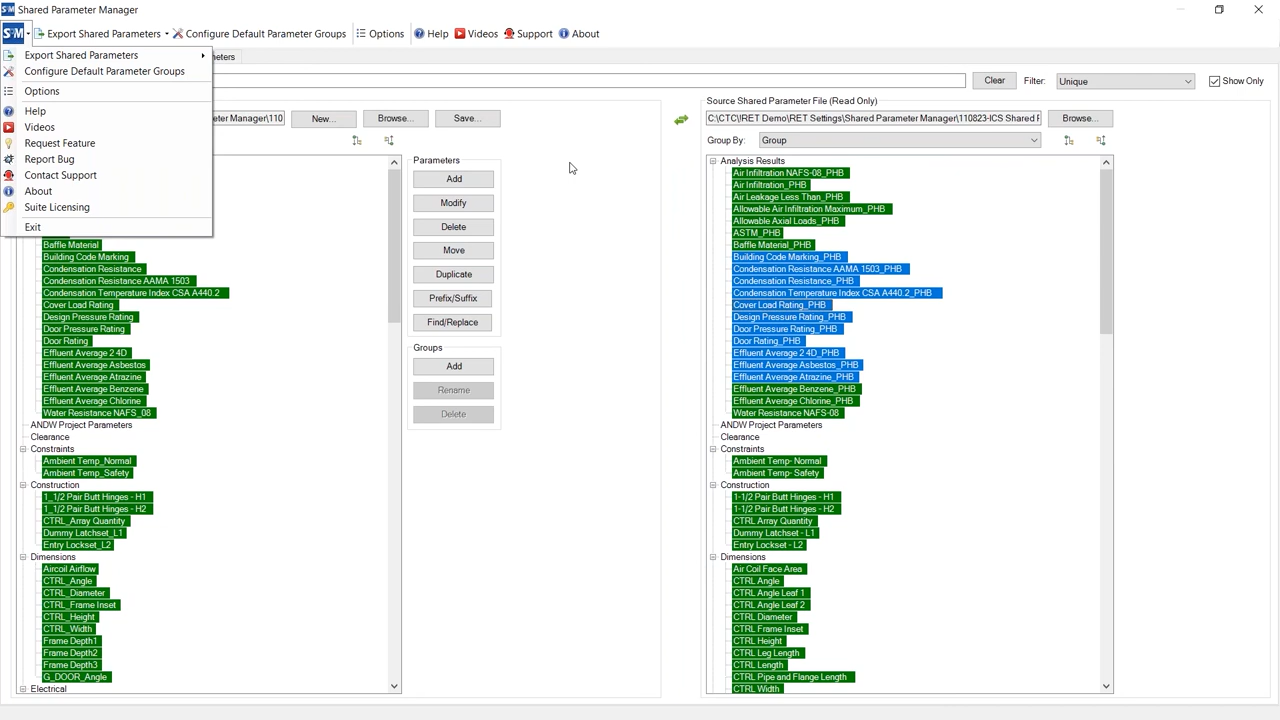 Shared Parameter Manager
SM Export Shared Parameters Configure Default Parameter Groups Options Help Videos Support About
Export Shared Parameters
Configure Default Parameter Groups
Options
Help
Videos
Request Feature
Report Bug
Contact Support
About
Suite Licensing
Exit
Clear
Filter:
Unique
Show Only
New...
Browse...
Save...
Baffle Material
Building Code Marking
Condensation Resistance
Condensation Resistance AAMA 1503
Condensation Temperature Index CSA A440.2
Cover Load Rating
Design Pressure Rating
Door Pressure Rating
Door Rating
Effluent Average 2 4D
Effluent Average Asbestos
Effluent Average Atrazine
Effluent Average Benzene
Effluent Average Chlorine
Water Resistance NAFS_08
ANDW Project Parameters
Clearance
Constraints
Ambient Temp_Normal
Ambient Temp_Safety
Construction
1_1/2 Pair Butt Hinges - H1
1_1/2 Pair Butt Hinges - H2
CTRL_Array Quantity
Dummy Latchset_L1
Entry Lockset_L2
Dimensions
Aircoil Airflow
CTRL_Angle
CTRL_Diameter
CTRL_Frame Inset
CTRL_Height
CTRL_Width
Frame Depth1
Frame Depth2
Frame Depth3
G_DOOR_Angle
Electrical
Parameters
Add
Modify
Delete
Move
Duplicate
Prefix/Suffix
Find/Replace
Groups
Add
Rename
Delete
Source Shared Parameter File (Read Only)
C:\CTC\!RET Demo\RET Settings\Shared Parameter Manager\110823-ICS Shared
Browse...
Group By:
Group
Analysis Results
Air Infiltration NAFS-08_PHB
Air Infiltration_PHB
Air Leakage Less Than_PHB
Allowable Air Infiltration Maximum_PHB
Allowable Axial Loads_PHB
ASTM_PHB
Baffle Material_PHB
Building Code Marking_PHB
Condensation Resistance AAMA 1503_PHB
Condensation Resistance_PHB
Condensation Temperature Index CSA A440.2_PHB
Cover Load Rating_PHB
Design Pressure Rating_PHB
Door Pressure Rating_PHB
Door Rating_PHB
Effluent Average 2 4D_PHB
Effluent Average Asbestos_PHB
Effluent Average Atrazine_PHB
Effluent Average Benzene_PHB
Effluent Average Chlorine_PHB
Water Resistance NAFS-08
ANDW Project Parameters
Clearance
Constraints
Ambient Temp- Normal
Ambient Temp- Safety
Construction
1-1/2 Pair Butt Hinges - H1
1-1/2 Pair Butt Hinges - H2
CTRL Array Quantity
Dummy Latchset - L1
Entry Lockset - L2
Dimensions
Air Coil Face Area
CTRL Angle
CTRL Angle Leaf 1
CTRL Angle Leaf 2
CTRL Diameter
CTRL Frame Inset
CTRL Height
CTRL Leg Length
CTRL Length
CTRL Pipe and Flange Length
CTRL Width